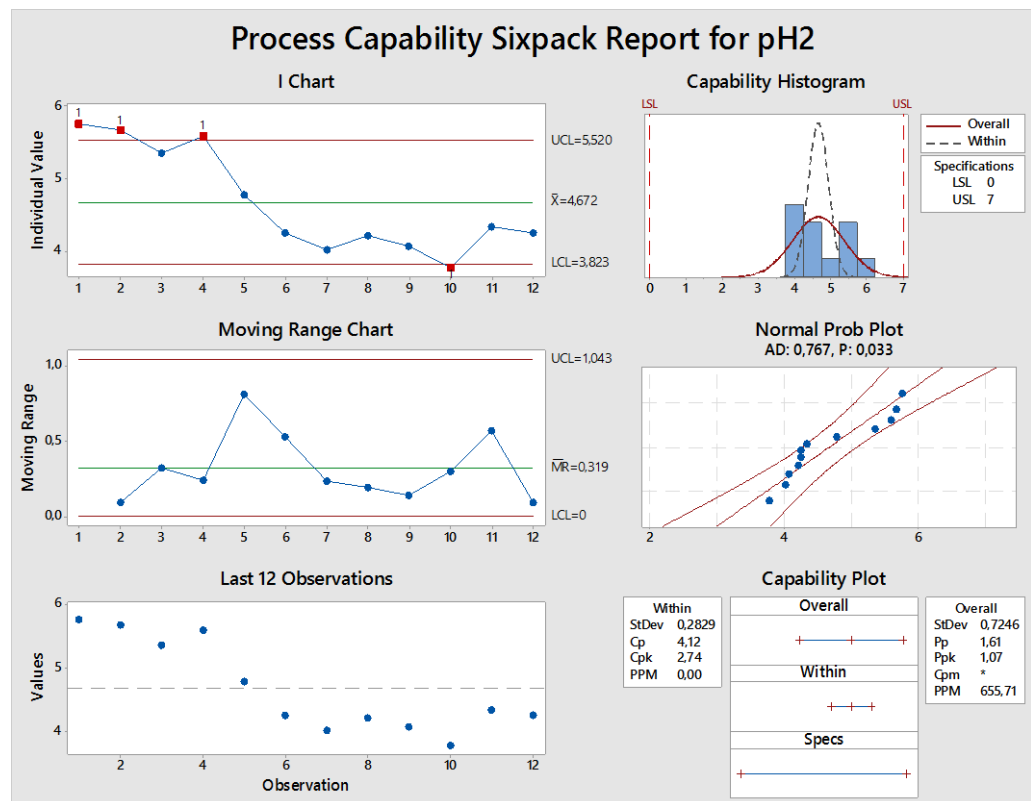 Process Capability Sixpack Report for pH2
I Chart
Individual Value
6
5
4
1
1
1
1
UCL=5,520
X̄=4,672
LCL=3,823
1 2 3 4 5 6 7 8 9 10 11 12
Capability Histogram
LSL USL
0 1 2 3 4 5 6 7
Overall
Within
Specifications
LSL 0
USL 7
Moving Range Chart
Moving Range
1,0
0,5
0,0
UCL=1,043
M̅R̅=0,319
LCL=0
1 2 3 4 5 6 7 8 9 10 11 12
Normal Prob Plot
AD: 0,767, P: 0,033
2 4 6
Last 12 Observations
Values
6
5
4
2 4 6 8 10 12
Observation
Capability Plot
Within
StDev 0,2829
Cp 4,12
Cpk 2,74
PPM 0,00
Overall
Within
Specs
Overall
StDev 0,7246
Pp 1,61
Ppk 1,07
Cpm *
PPM 655,71